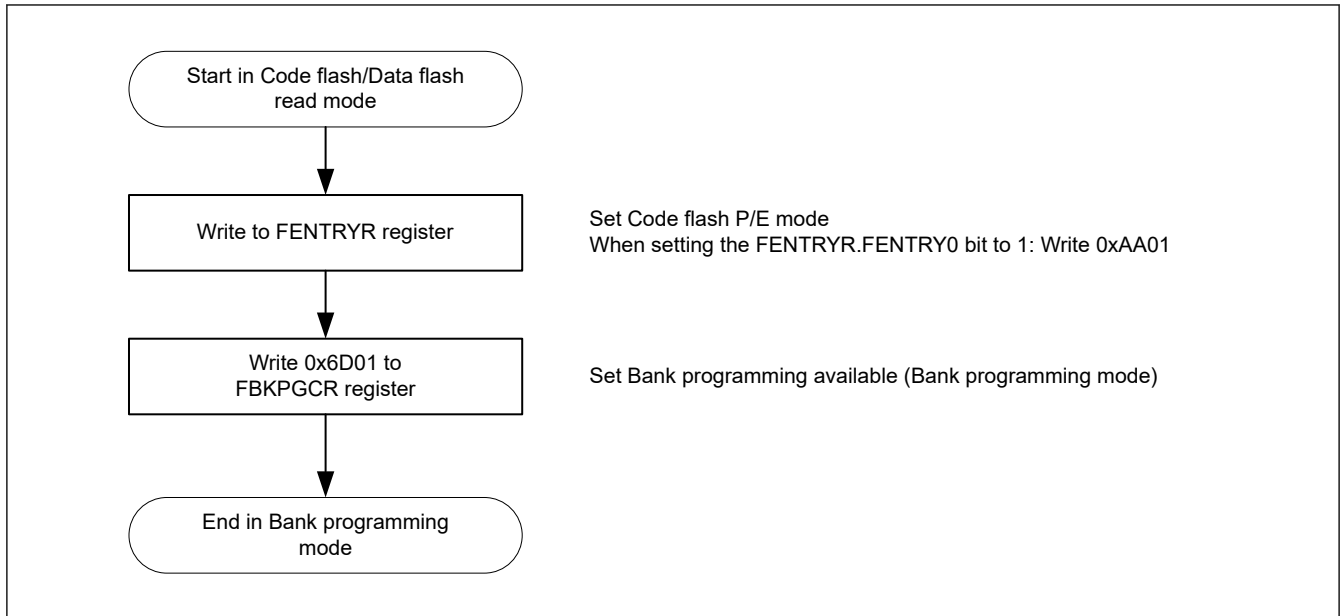 Start in Code flash/Data flash
read mode
Write to FENTRYR register
Set Code flash P/E mode
When setting the FENTRYR.FENTRY0 bit to 1: Write 0xAA01
Write 0x6D01 to
FBKPGCR register
Set Bank programming available (Bank programming mode)
End in Bank programming
mode